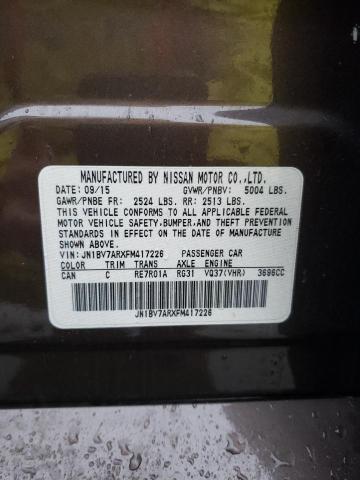 MANUFACTURED BY NISSAN MOTOR CO.,LTD.
DATE: 09/15 GVWR/PNBV: 5004 LBS.
GAWR/PNBE FR: 2524 LBS. RR: 2513 LBS.
THIS VEHICLE CONFORMS TO ALL APPLICABLE FEDERAL
MOTOR VEHICLE SAFETY,BUMPER,AND THEFT PREVENTION
STANDARDS IN EFFECT ON THE DATE OF MANUFACTURE
SHOWN ABOVE.
VIN: JN1BV7ARXFM417226 PASSENGER CAR
COLOR TRIM TRANS AXLE ENGINE
CAN C RE7R01A RG31 VQ37(VHR) 3696CC
JN1BV7ARXFM417226